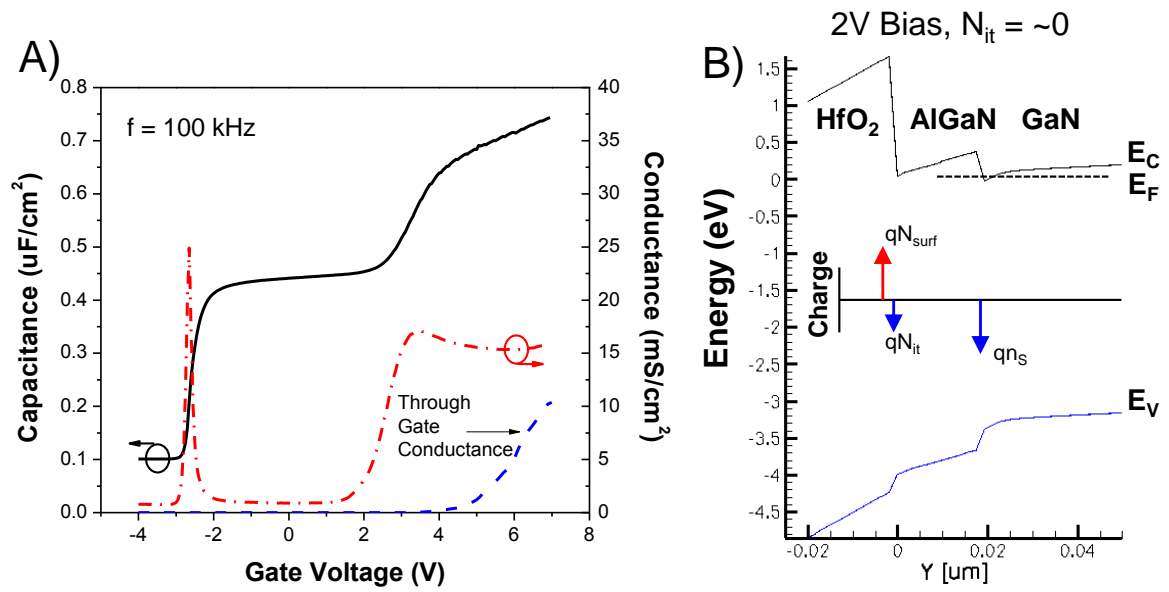 A)
f = 100 kHz
Capacitance (uF/cm²)
0.8
0.7
0.6
0.5
0.4
0.3
0.2
0.1
0.0
-4
-2
0
2
4
6
8
Gate Voltage (V)
40
35
30
25
20
15
10
5
0
Conductance (mS/cm²)
Through
Gate
Conductance
2V Bias, Nit = ~0
B)
Energy (eV)
1.5
1
0.5
0
-0.5
-1
-1.5
-2
-2.5
-3
-3.5
-4
-4.5
HfO₂ AlGaN GaN
EC
EF
qNsurf
Charge
qNit
qnS
EV
-0.02
0
0.02
0.04
Y [um]